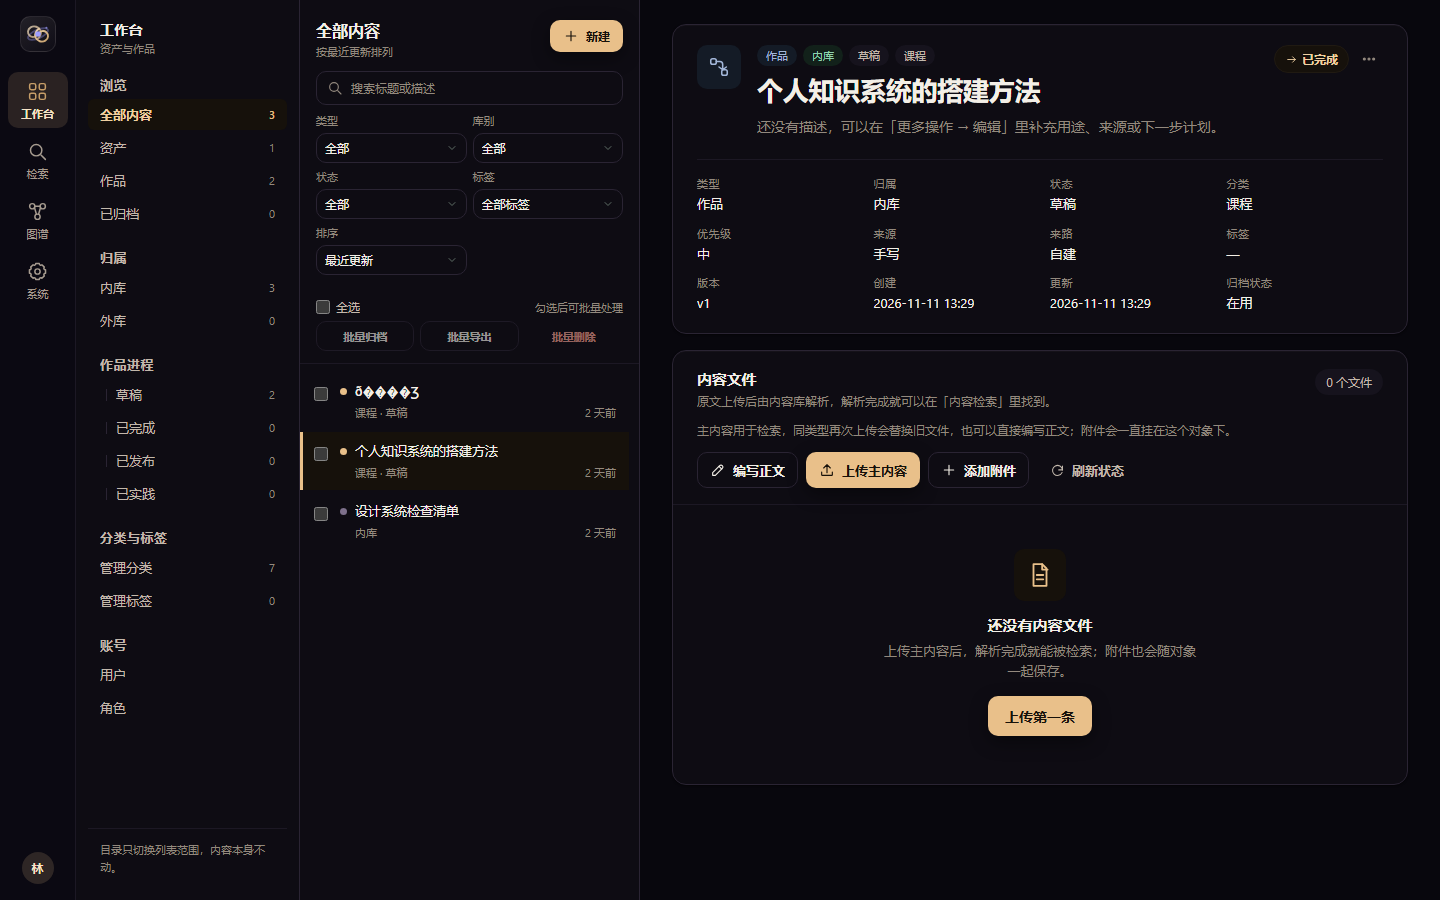 工作台
检索
图谱
系统
林
工作台
资产与作品
浏览
全部内容 3
资产 1
作品 2
已归档 0
归属
内库 3
外库 0
作品进程
草稿 2
已完成 0
已发布 0
已实践 0
分类与标签
管理分类 7
管理标签 0
账号
用户
角色
目录只切换列表范围，内容本身不
动。
全部内容
按最近更新排列
新建
搜索标题或描述
类型 库别
全部 全部
状态 标签
全部 全部标签
排序
最近更新
全选 勾选后可批量处理
批量归档 批量导出 批量删除
课程 · 草稿 2 天前
个人知识系统的搭建方法
课程 · 草稿 2 天前
设计系统检查清单
内库 2 天前
作品 内库 草稿 课程
→ 已完成
个人知识系统的搭建方法
还没有描述，可以在「更多操作 → 编辑」里补充用途、来源或下一步计划。
类型 归属 状态 分类
作品 内库 草稿 课程
优先级 来源 来路 标签
中 手写 自建 —
版本 创建 更新 归档状态
v1 2026-11-11 13:29 2026-11-11 13:29 在用
内容文件
0 个文件
原文上传后由内容库解析，解析完成就可以在「内容检索」里找到。
主内容用于检索，同类型再次上传会替换旧文件，也可以直接编写正文；附件会一直挂在这个对象下。
编写正文 上传主内容 添加附件 刷新状态
还没有内容文件
上传主内容后，解析完成就能被检索；附件也会随对象
一起保存。
上传第一条